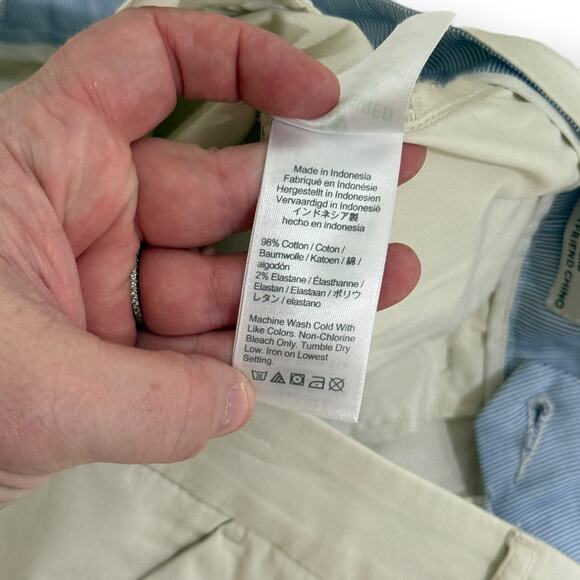 Made in Indonesia
Fabriqué en Indonésie
Hergestellt in Indonesien
Vervaardigd in Indonesië
インドネシア製
hecho en indonesia
98% Cotton / Coton /
Baumwolle / Katoen / 綿 /
algodón
2% Elastane / Élasthanne /
Elastan / Elastaan / ポリウ
レタン / elastano
Machine Wash Cold With
Like Colors. Non-Chlorine
Bleach Only. Tumble Dry
Low. Iron on Lowest
Setting.
FRIEND CHINO